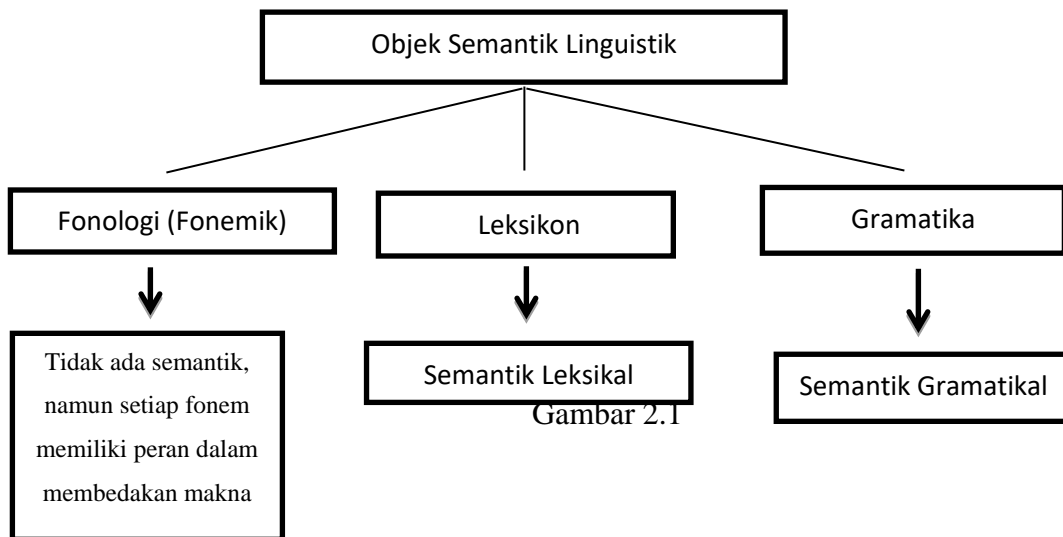 Objek Semantik Linguistik
Fonologi (Fonemik)
Leksikon
Gramatika
Tidak ada semantik,
namun setiap fonem
memiliki peran dalam
membedakan makna
Semantik Leksikal
Semantik Gramatikal
Gambar 2.1